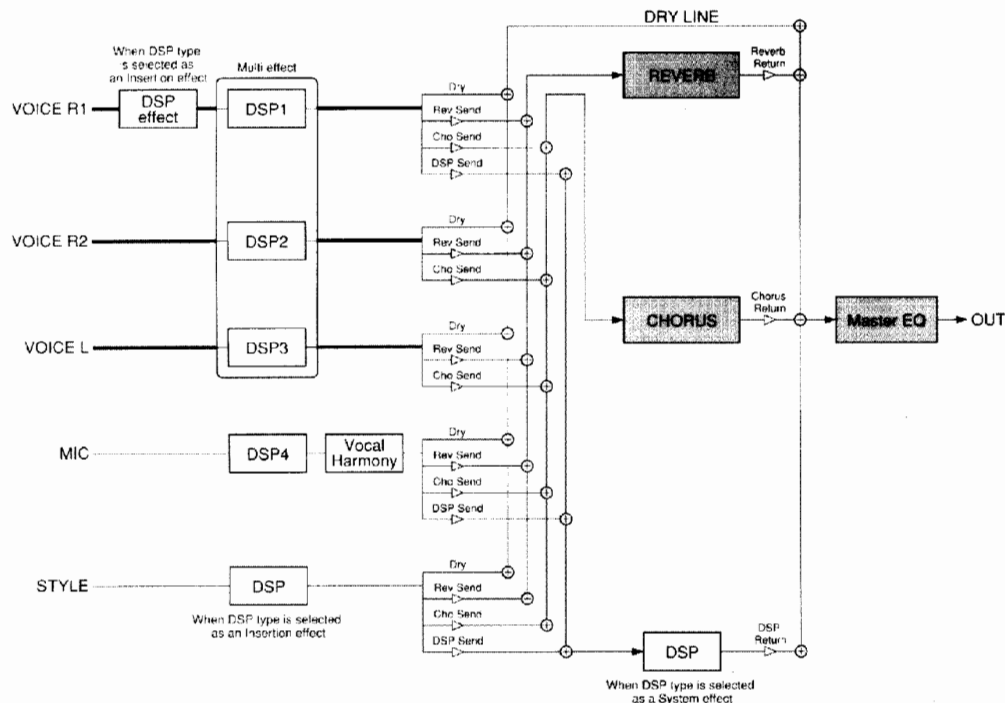 DRY LINE
When DSP type
is selected as
an Insertion effect
Multi effect
Reverb
Return
REVERB
VOICE R1
DSP
effect
DSP1
Dry
Rev Send
Cho Send
DSP Send
VOICE R2
DSP2
Dry
Rev Send
Cho Send
Chorus
Return
CHORUS
Master EQ
OUT
VOICE L
DSP3
Dry
Rev Send
Cho Send
MIC
DSP4
Vocal
Harmony
Dry
Rev Send
Cho Send
DSP Send
STYLE
DSP
When DSP type is selected
as an Insertion effect
Dry
Rev Send
Cho Send
DSP Send
DSP
Return
DSP
When DSP type is selected
as a System effect